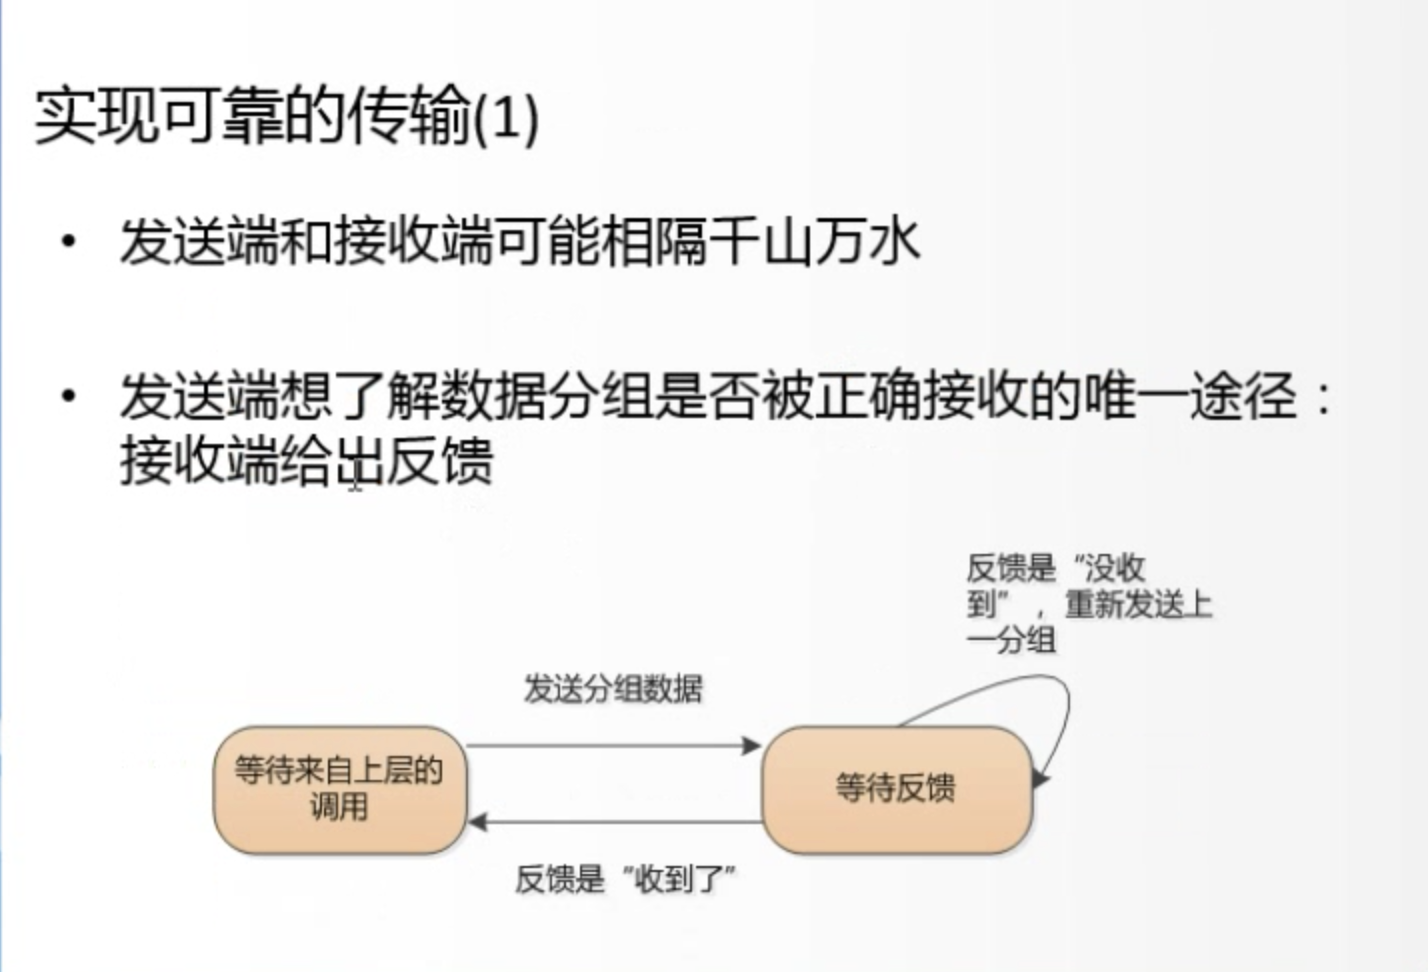 实现可靠的传输(1)
• 发送端和接收端可能相隔千山万水
• 发送端想了解数据分组是否被正确接收的唯一途径：
接收端给出反馈
反馈是“没收
到”，重新发送上
一分组
发送分组数据
等待来自上层的
调用
等待反馈
反馈是“收到了”